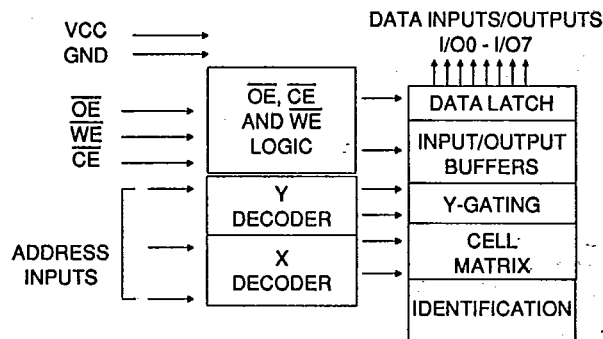 DATA INPUTS/OUTPUTS
I/O0 - I/O7
VCC
GND
OE
WE
CE
OE, CE
AND WE
LOGIC
Y
DECODER
X
DECODER
ADDRESS
INPUTS
DATA LATCH
INPUT/OUTPUT
BUFFERS
Y-GATING
CELL
MATRIX
IDENTIFICATION